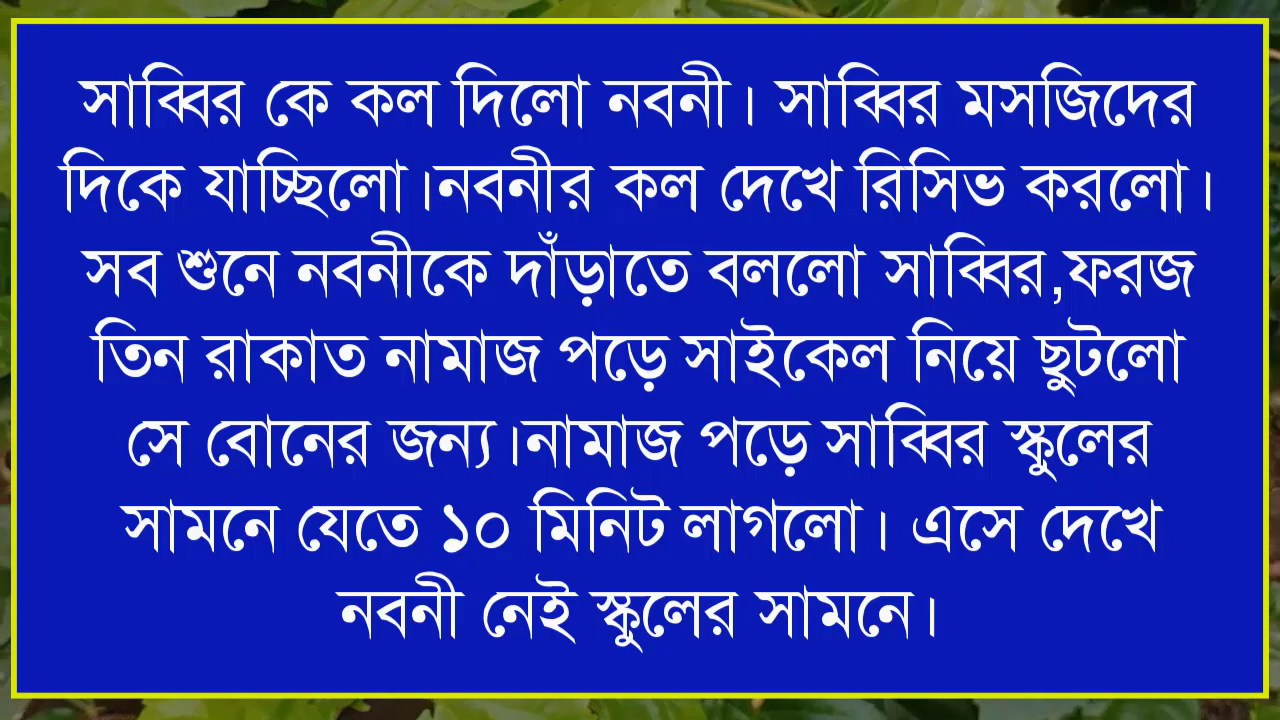 সাব্বির কে কল দিলো নবনী। সাব্বির মসজিদের
দিকে যাচ্ছিলো।নবনীর কল দেখে রিসিভ করলো।
সব শুনে নবনীকে দাঁড়াতে বললো সাব্বির,ফরজ
তিন রাকাত নামাজ পড়ে সাইকেল নিয়ে ছুটলো
সে বোনের জন্য।নামাজ পড়ে সাব্বির স্কুলের
সামনে যেতে ১০ মিনিট লাগলো। এসে দেখে
নবনী নেই স্কুলের সামনে।